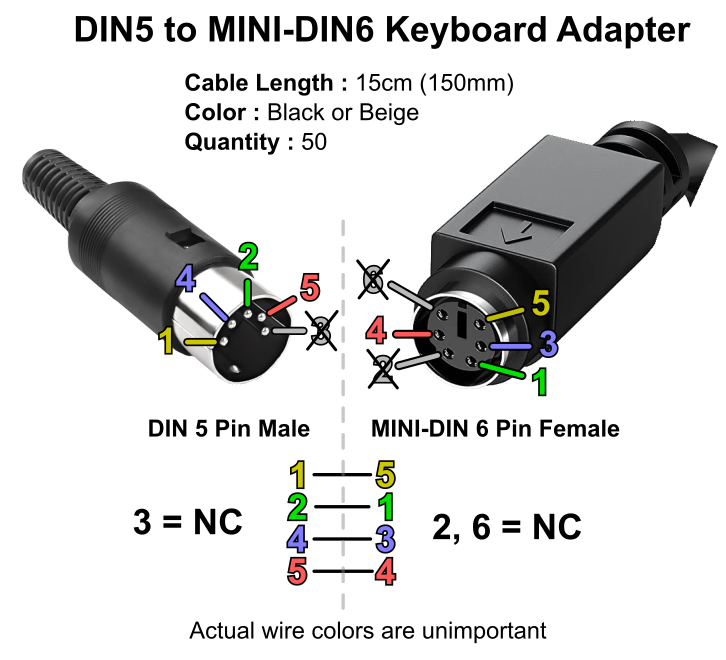 DIN5 to MINI-DIN6 Keyboard Adapter
Cable Length : 15cm (150mm)
Color : Black or Beige
Quantity : 50
2
4
5
6
5
1
3
4
3
2
1
DIN 5 Pin Male
MINI-DIN 6 Pin Female
1 5
2 1
3 = NC
2, 6 = NC
4 3
5 4
Actual wire colors are unimportant